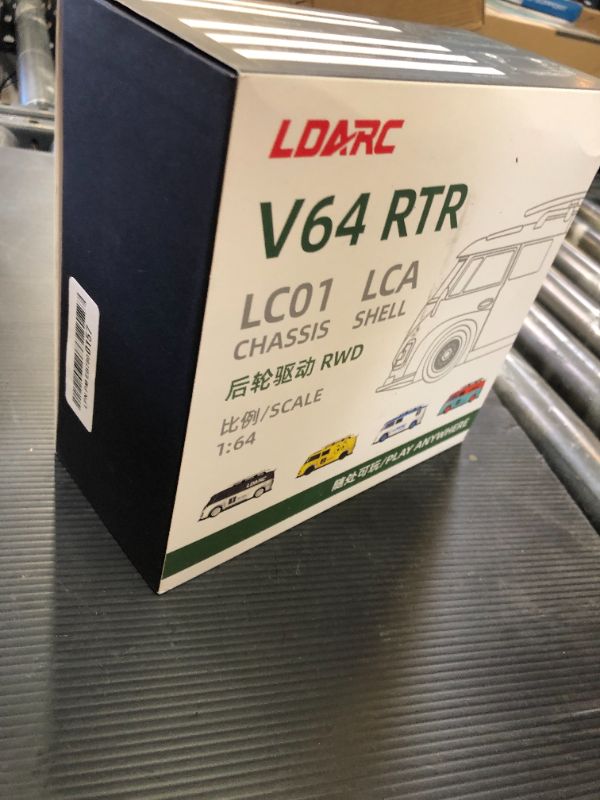 LDARC
V64 RTR
LC01 LCA
CHASSIS SHELL
后轮驱动 RWD
比例/SCALE
1:64
LDARC
随处可玩/PLAY ANYWHERE